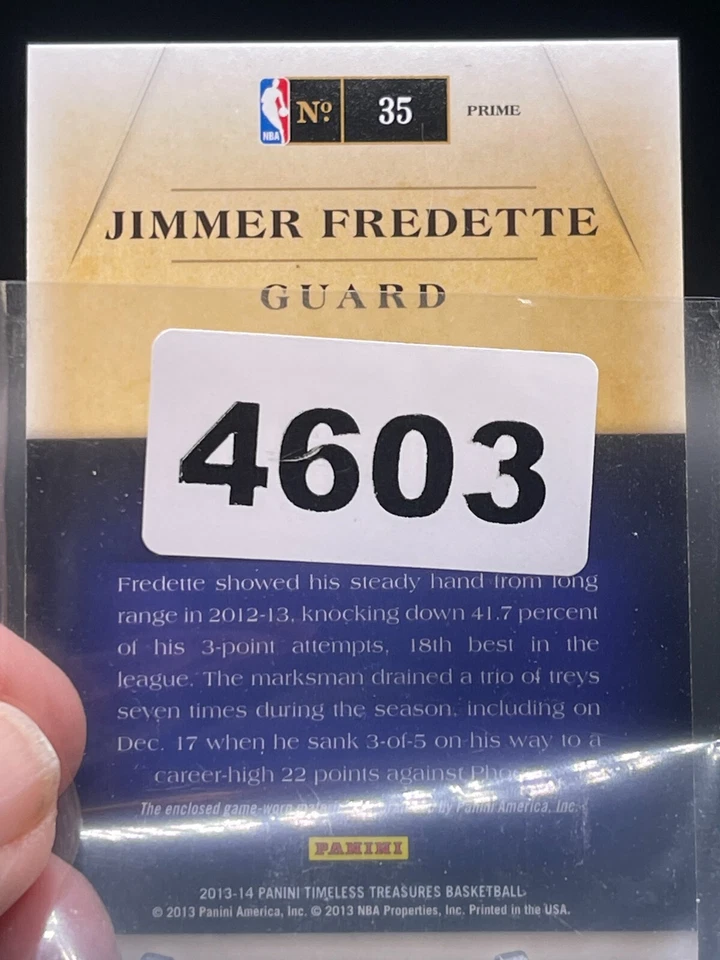 NBA
Nº. 35 PRIME
JIMMER FREDETTE
GUARD
4603
Fredette showed his steady hand from long
range in 2012-13, knocking down 41.7 percent
of his 3-point attempts, 18th best in the
league. The marksman drained a trio of treys
seven times during the season, including on
Dec. 17 when he sank 3-of-5 on his way to a
career-high 22 points against
The enclosed game-worn by Panini America, Inc.
PANINI
2013-14 PANINI TIMELESS TREASURES BASKETBALL
© 2013 Panini America, Inc. © 2013 NBA Properties, Inc. Printed in the USA.